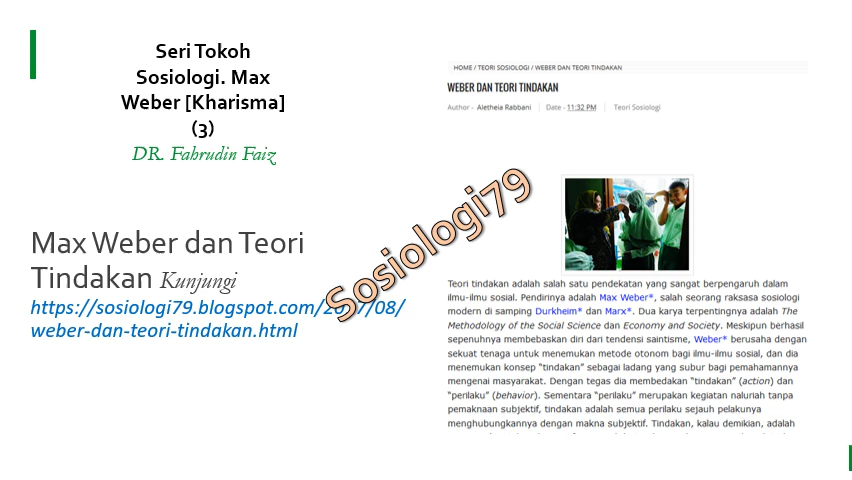 Seri Tokoh
Sosiologi. Max
Weber [Kharisma]
(3)
DR. Fahrudin Faiz
Max Weber dan Teori
Tindakan Kunjungi
https://sosiologi79.blogspot.com/2017/08/
weber-dan-teori-tindakan.html
Sosiologi79
HOME / TEORI SOSIOLOGI / WEBER DAN TEORI TINDAKAN
WEBER DAN TEORI TINDAKAN
Author - Aletheia Rabbani Date - 11:32 PM Teori Sosiologi
Teori tindakan adalah salah satu pendekatan yang sangat berpengaruh dalam
ilmu-ilmu sosial. Pendirinya adalah Max Weber*, salah seorang raksasa sosiologi
modern di samping Durkheim* dan Marx*. Dua karya terpentingnya adalah The
Methodology of the Social Science dan Economy and Society. Meskipun berhasil
sepenuhnya membebaskan diri dari tendensi saintisme, Weber* berusaha dengan
sekuat tenaga untuk menemukan metode otonom bagi ilmu-ilmu sosial, dan dia
menemukan konsep “tindakan” sebagai ladang yang subur bagi pemahamannya
mengenai masyarakat. Dengan tegas dia membedakan “tindakan” (action) dan
“perilaku” (behavior). Sementara “perilaku” merupakan kegiatan naluriah tanpa
pemaknaan subjektif, tindakan adalah semua perilaku sejauh pelakunya
menghubungkannya dengan makna subjektif. Tindakan, kalau demikian, adalah